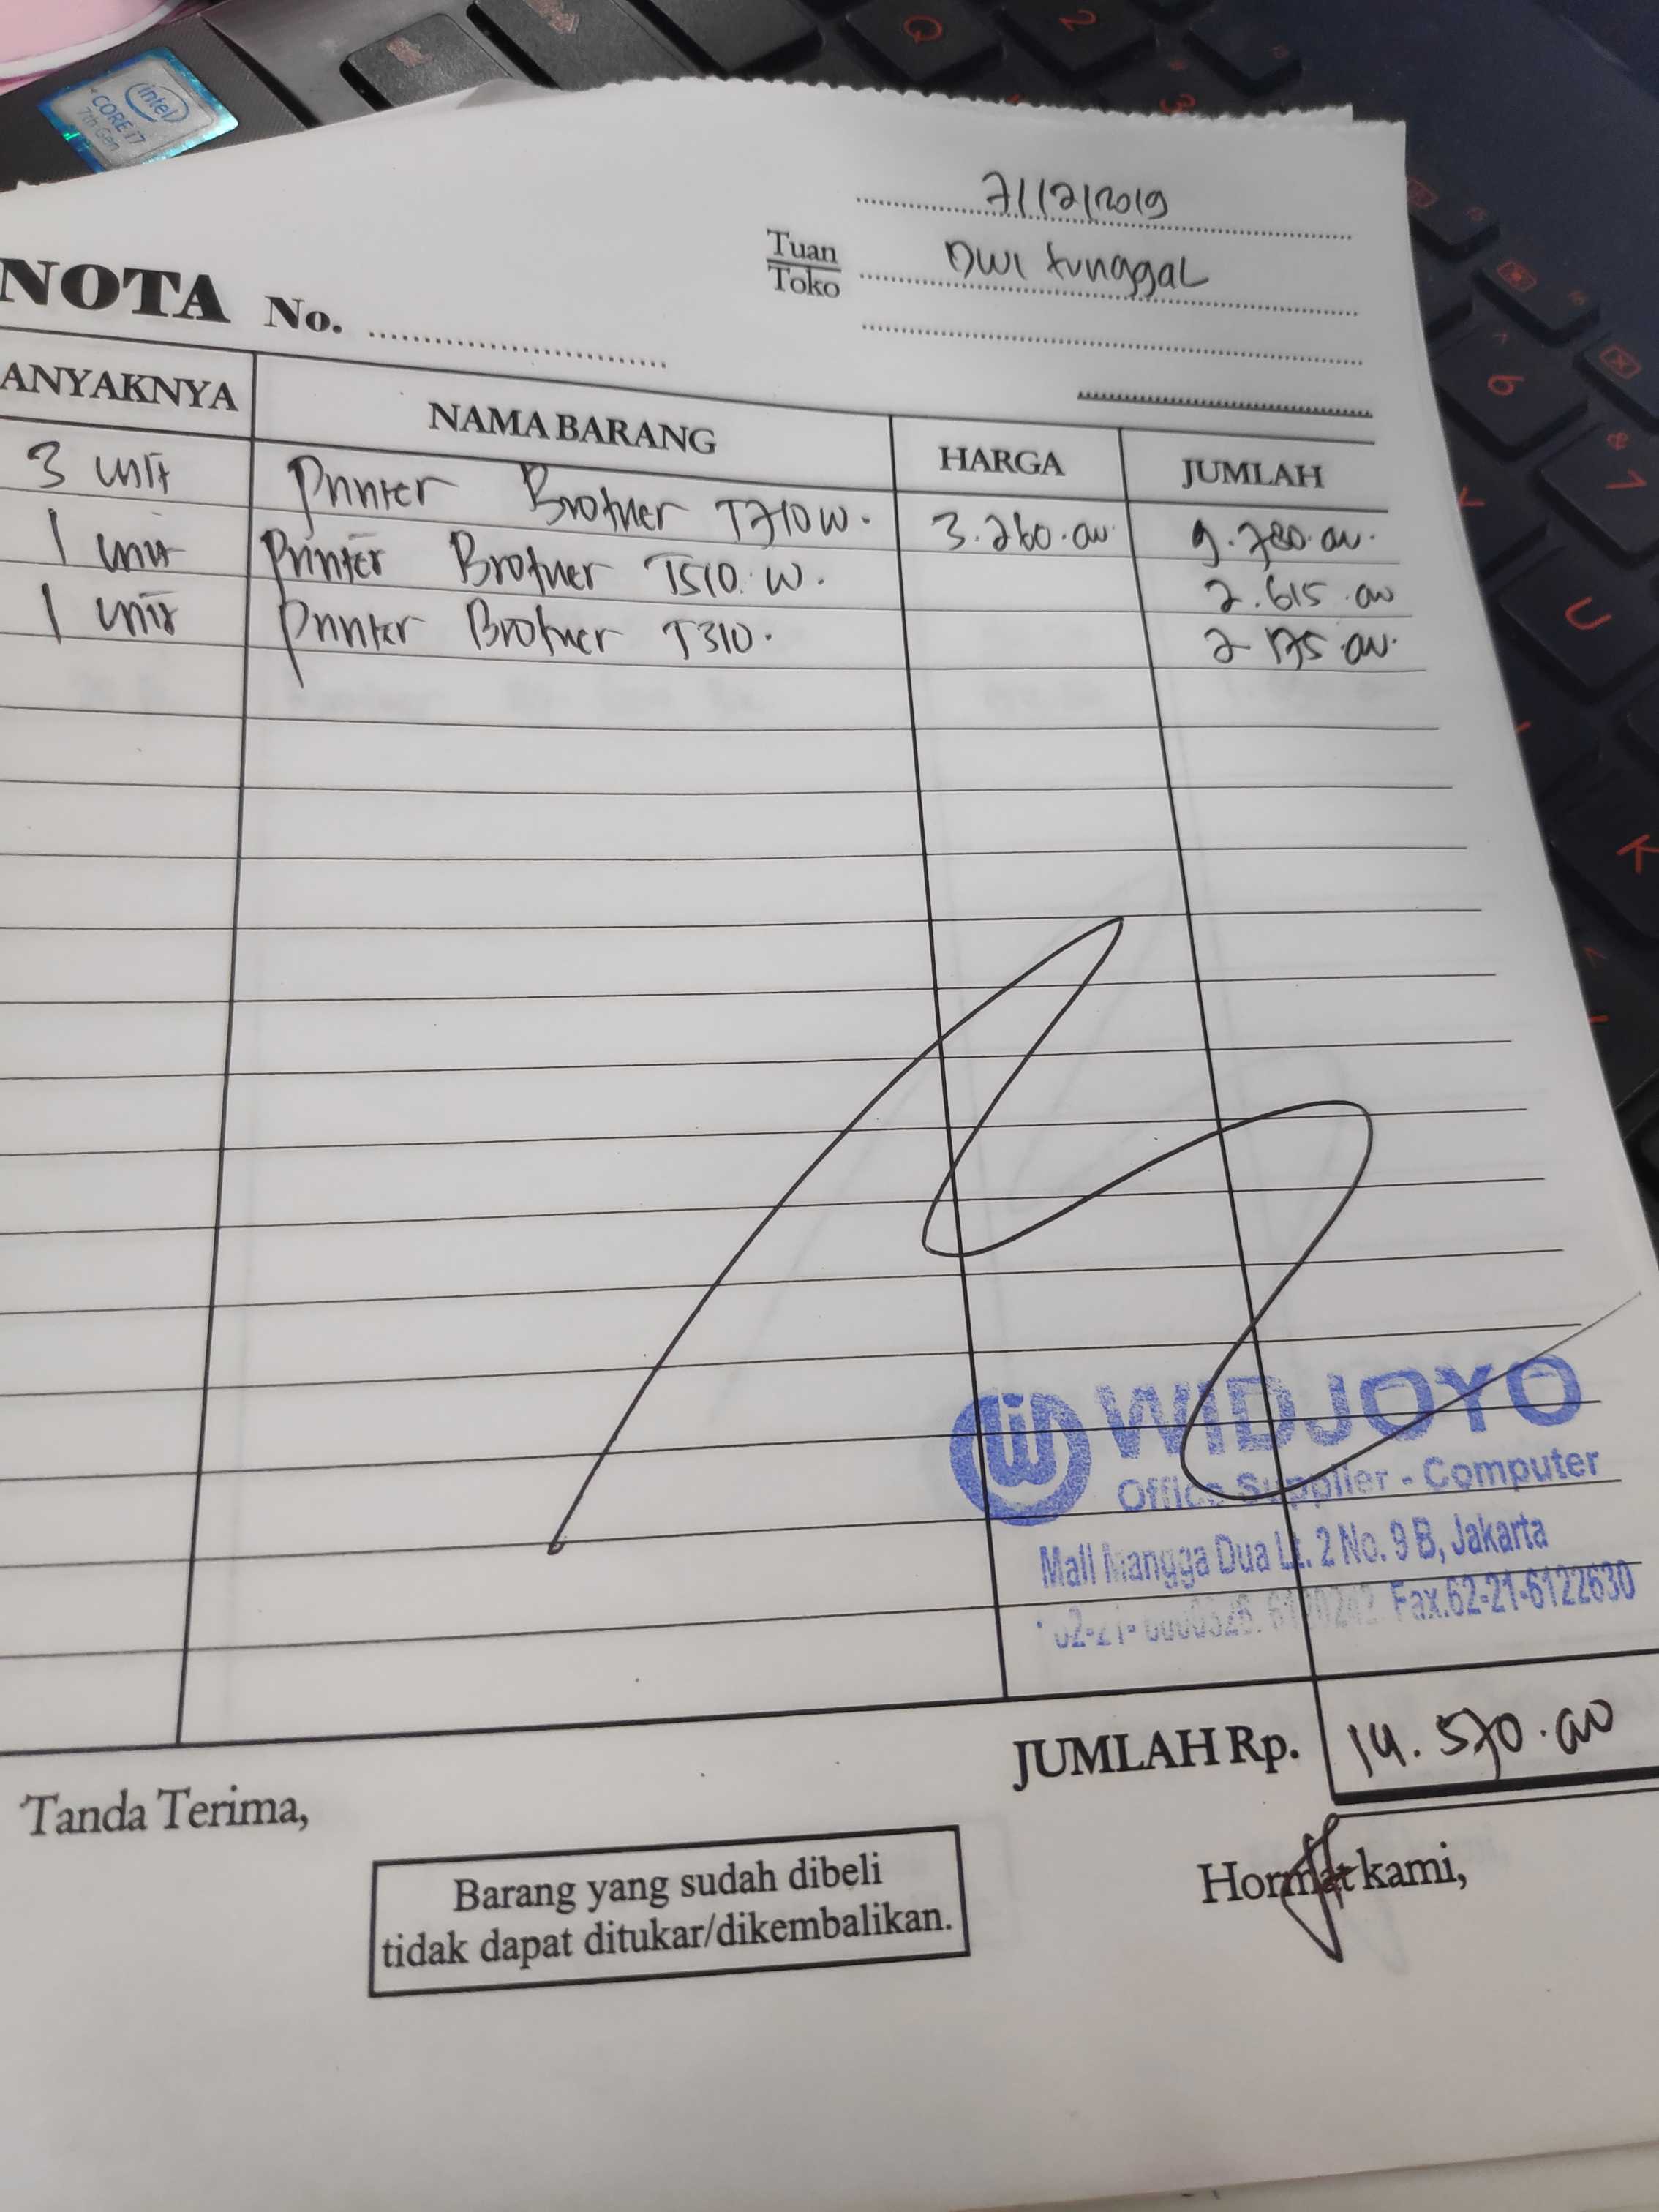 intel
CORE i7
7th Gen
7/12/2019
Tuan
Toko
Dwi tunggal
NOTA No.
ANYAKNYA NAMA BARANG HARGA JUMLAH
3 unit Printer Brother T710W. 3.260.000 9.780.000.
1 unit Printer Brother T510.W. 2.615.000
1 unit Printer Brother T310. 2.175.000.
WIDJOYO
Office Supplier - Computer
Mall Mangga Dua Lt. 2 No. 9 B, Jakarta
Fax.62-21-6122630
JUMLAH Rp. 14.570.000
Tanda Terima,
Hormat kami,
Barang yang sudah dibeli
tidak dapat ditukar/dikembalikan.